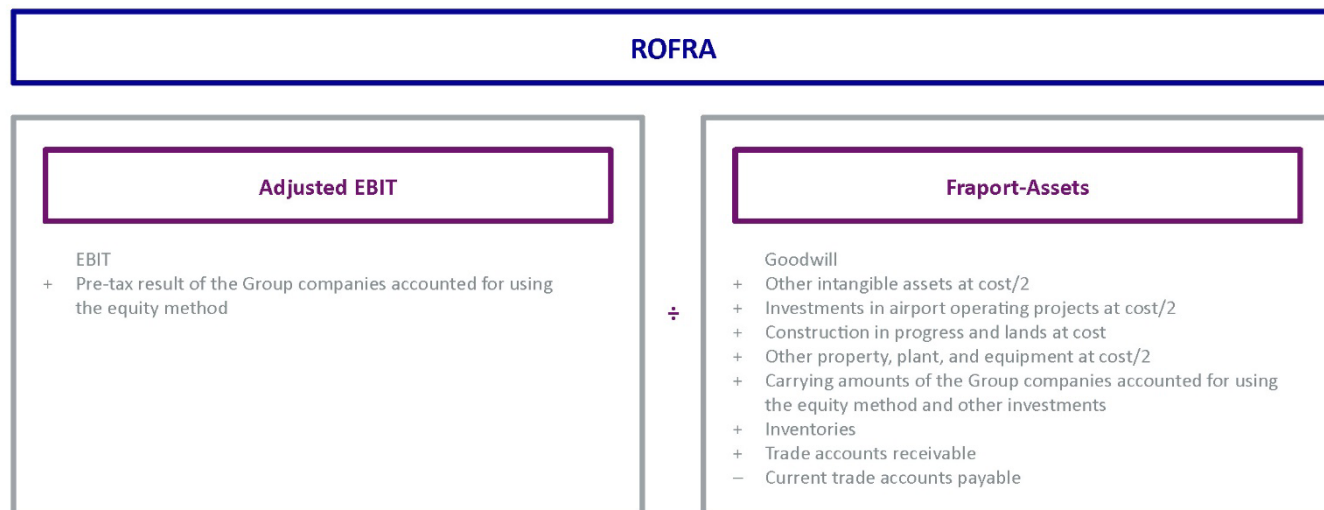 ROFRA
Adjusted EBIT
EBIT
+ Pre-tax result of the Group companies accounted for using
the equity method
÷
Fraport-Assets
Goodwill
+ Other intangible assets at cost/2
+ Investments in airport operating projects at cost/2
+ Construction in progress and lands at cost
+ Other property, plant, and equipment at cost/2
+ Carrying amounts of the Group companies accounted for using
the equity method and other investments
+ Inventories
+ Trade accounts receivable
– Current trade accounts payable